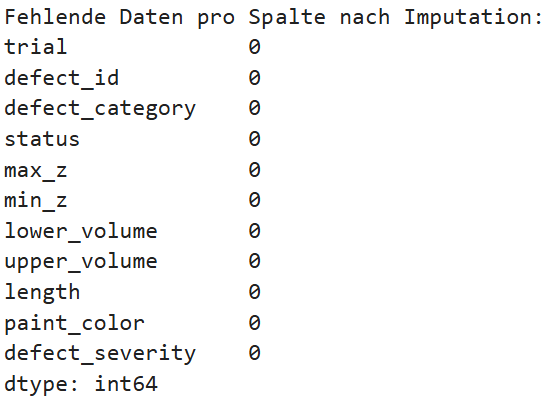 Fehlende Daten pro Spalte nach Imputation:
trial 0
defect_id 0
defect_category 0
status 0
max_z 0
min_z 0
lower_volume 0
upper_volume 0
length 0
paint_color 0
defect_severity 0
dtype: int64